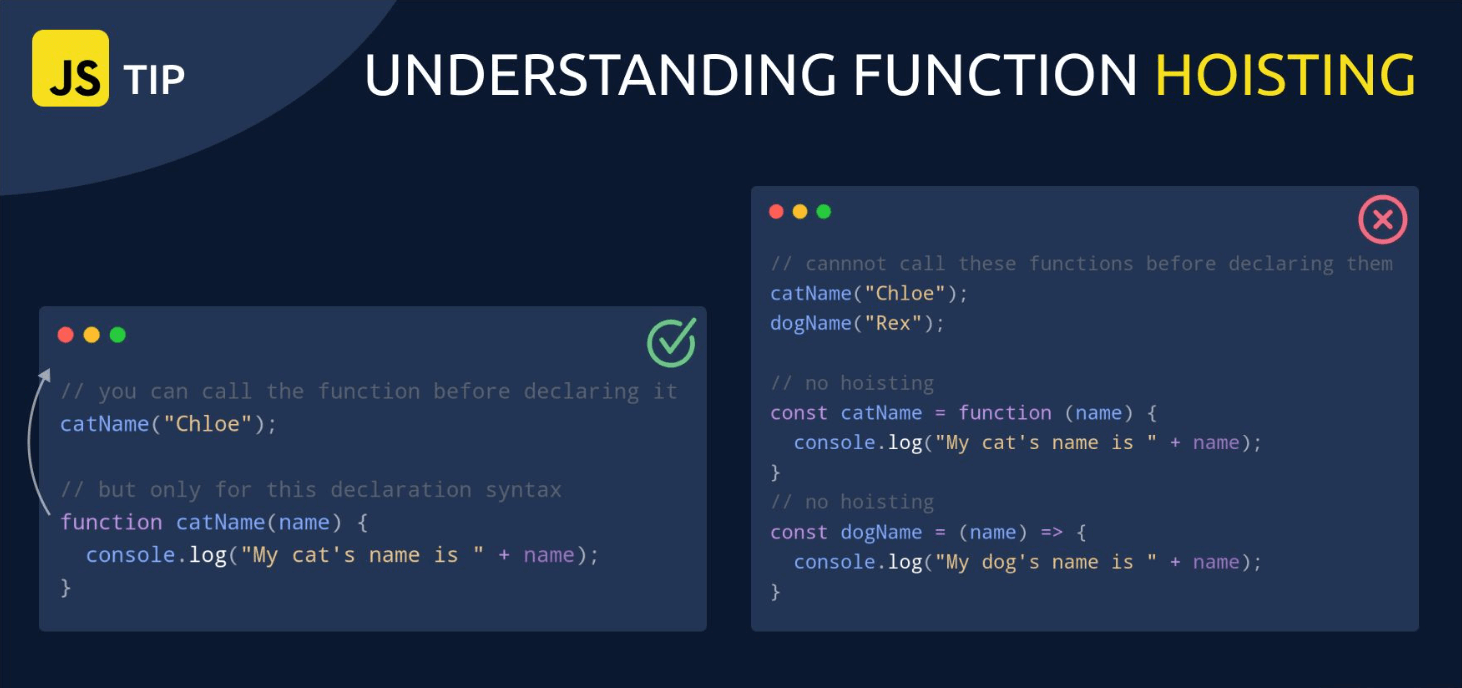 JS TIP
UNDERSTANDING FUNCTION HOISTING
// you can call the function before declaring it
catName("Chloe");
// but only for this declaration syntax
function catName(name) {
  console.log("My cat's name is " + name);
}
// cannnot call these functions before declaring them
catName("Chloe");
dogName("Rex");
// no hoisting
const catName = function (name) {
  console.log("My cat's name is " + name);
}
// no hoisting
const dogName = (name) => {
  console.log("My dog's name is " + name);
}